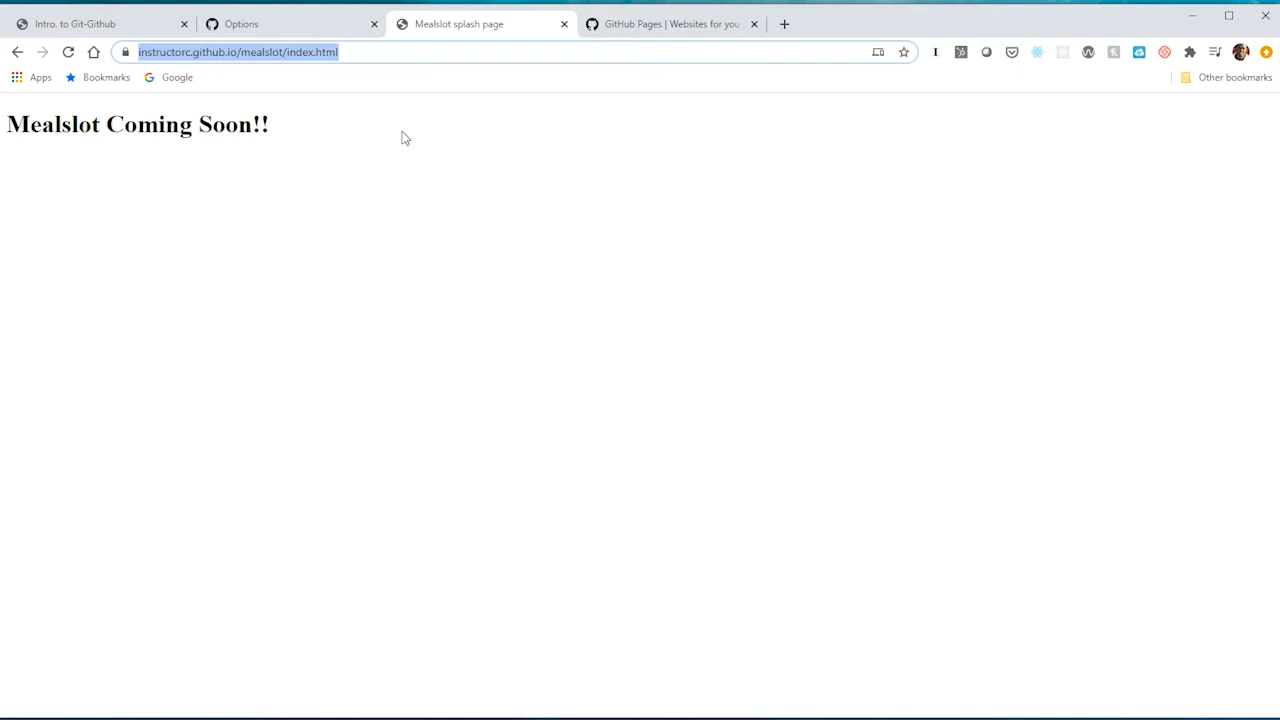 Intro. to Git-Github
Options
Mealslot splash page
GitHub Pages | Websites for you
instructorc.github.io/mealslot/index.html
Apps
Bookmarks
Google
Other bookmarks
Mealslot Coming Soon!!